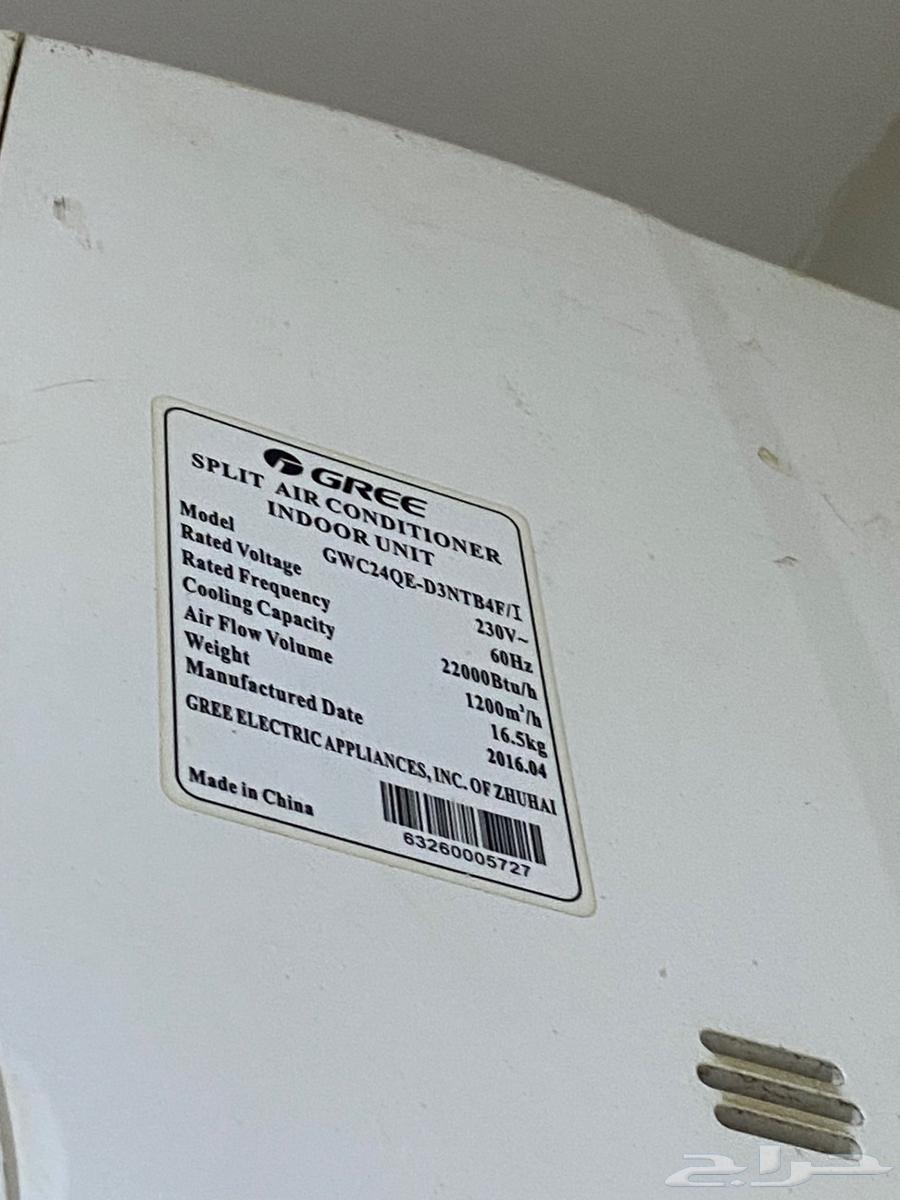 GREE
SPLIT AIR CONDITIONER
INDOOR UNIT
Model GWC24QE-D3NTB4F/I
Rated Voltage 230V~
Rated Frequency 60Hz
Cooling Capacity 22000Btu/h
Air Flow Volume 1200m³/h
Weight 16.5kg
Manufactured Date 2016.04
GREE ELECTRIC APPLIANCES, INC. OF ZHUHAI
Made in China
63260005727
حراج